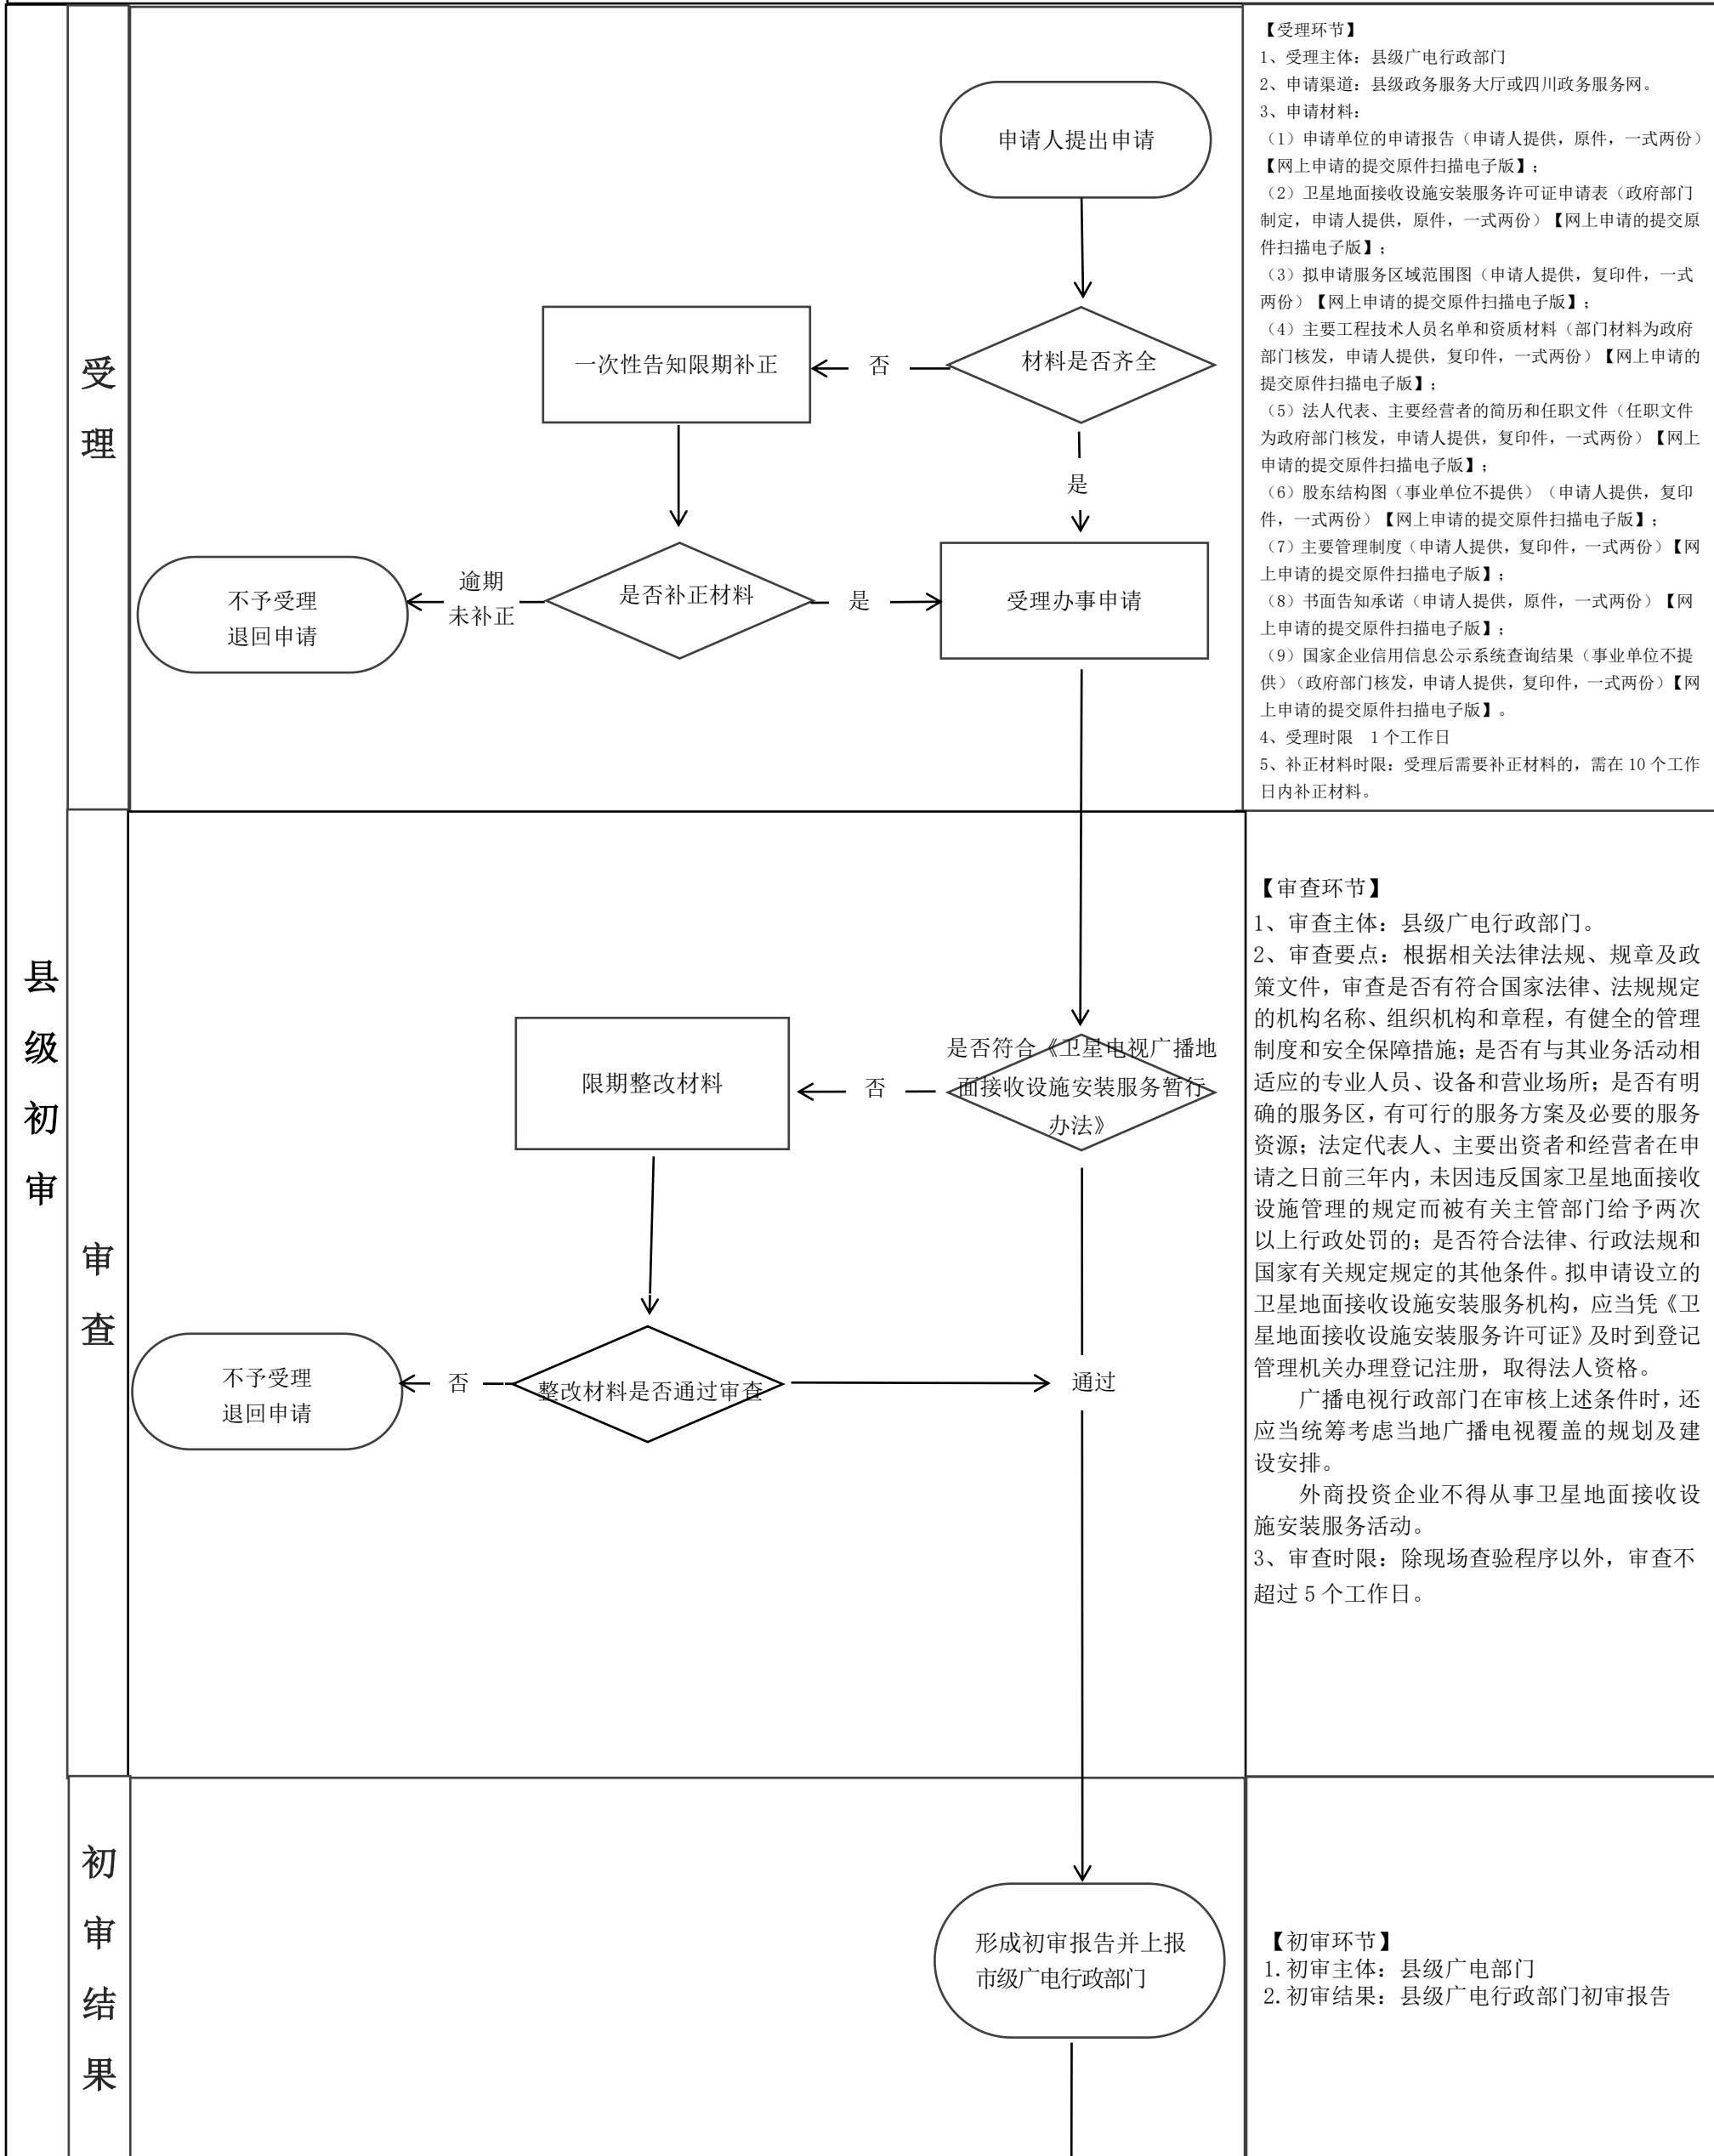 县
级
初
审
受
理
申请人提出申请
材料是否齐全
否
一次性告知限期补正
是
是否补正材料
逾期
未补正
不予受理
退回申请
是
受理办事申请
【受理环节】
1、受理主体：县级广电行政部门
2、申请渠道：县级政务服务大厅或四川政务服务网。
3、申请材料：
（1）申请单位的申请报告（申请人提供，原件，一式两份）
【网上申请的提交原件扫描电子版】；
（2）卫星地面接收设施安装服务许可证申请表（政府部门
制定，申请人提供，原件，一式两份）【网上申请的提交原
件扫描电子版】；
（3）拟申请服务区域范围图（申请人提供，复印件，一式
两份）【网上申请的提交原件扫描电子版】；
（4）主要工程技术人员名单和资质材料（部门材料为政府
部门核发，申请人提供，复印件，一式两份）【网上申请的
提交原件扫描电子版】；
（5）法人代表、主要经营者的简历和任职文件（任职文件
为政府部门核发，申请人提供，复印件，一式两份）【网上
申请的提交原件扫描电子版】；
（6）股东结构图（事业单位不提供）（申请人提供，复印
件，一式两份）【网上申请的提交原件扫描电子版】；
（7）主要管理制度（申请人提供，复印件，一式两份）【网
上申请的提交原件扫描电子版】；
（8）书面告知承诺（申请人提供，原件，一式两份）【网
上申请的提交原件扫描电子版】；
（9）国家企业信用信息公示系统查询结果（事业单位不提
供）（政府部门核发，申请人提供，复印件，一式两份）【网
上申请的提交原件扫描电子版】。
4、受理时限　1 个工作日
5、补正材料时限：受理后需要补正材料的，需在 10 个工作
日内补正材料。
审
查
是否符合《卫星电视广播地
面接收设施安装服务暂行
办法》
否
限期整改材料
整改材料是否通过审查
否
不予受理
退回申请
通过
【审查环节】
1、审查主体：县级广电行政部门。
2、审查要点：根据相关法律法规、规章及政
策文件，审查是否有符合国家法律、法规规定
的机构名称、组织机构和章程，有健全的管理
制度和安全保障措施；是否有与其业务活动相
适应的专业人员、设备和营业场所；是否有明
确的服务区，有可行的服务方案及必要的服务
资源；法定代表人、主要出资者和经营者在申
请之日前三年内，未因违反国家卫星地面接收
设施管理的规定而被有关主管部门给予两次
以上行政处罚的；是否符合法律、行政法规和
国家有关规定规定的其他条件。拟申请设立的
卫星地面接收设施安装服务机构，应当凭《卫
星地面接收设施安装服务许可证》及时到登记
管理机关办理登记注册，取得法人资格。
广播电视行政部门在审核上述条件时，还
应当统筹考虑当地广播电视覆盖的规划及建
设安排。
外商投资企业不得从事卫星地面接收设
施安装服务活动。
3、审查时限：除现场查验程序以外，审查不
超过 5 个工作日。
初
审
结
果
形成初审报告并上报
市级广电行政部门
【初审环节】
1.初审主体：县级广电部门
2.初审结果：县级广电行政部门初审报告